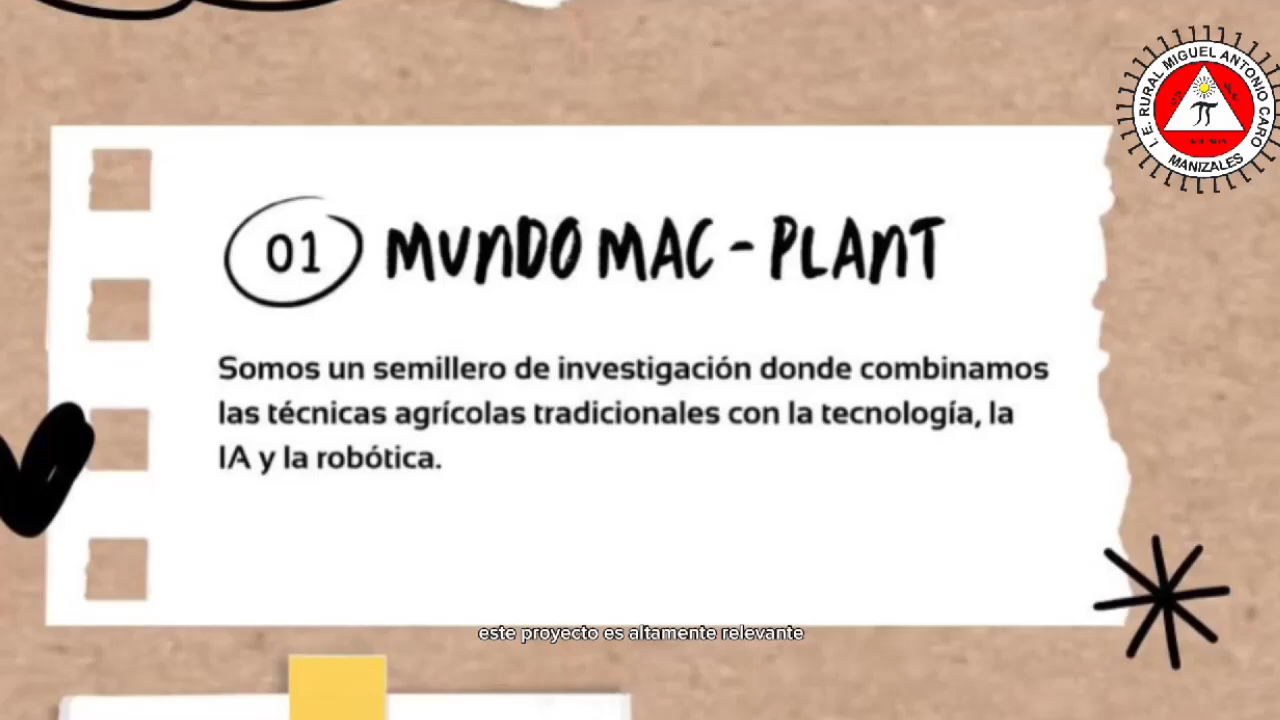 I. E. RURAL MIGUEL ANTONIO CARO
MANIZALES
01 MUNDO MAC - PLANT
Somos un semillero de investigación donde combinamos
las técnicas agrícolas tradicionales con la tecnología, la
IA y la robótica.
este proyecto es altamente relevante